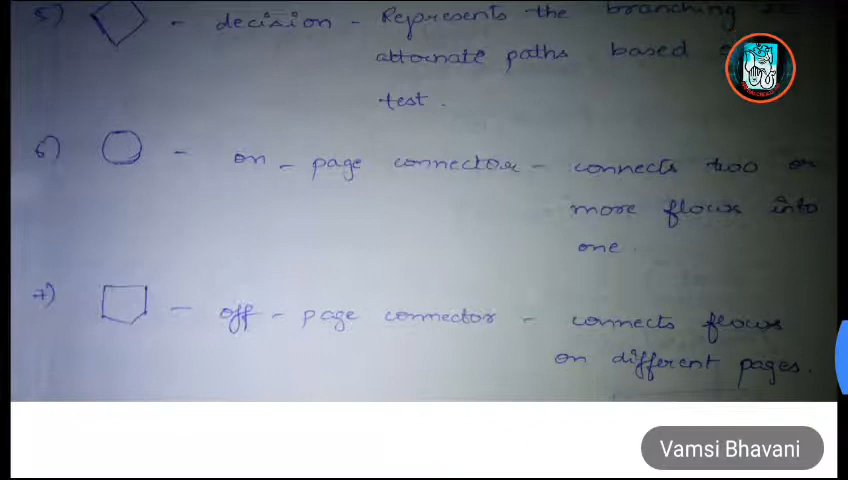 5) - decision - Represents the branching
alternate paths based
test.
6) - on - page connector - connects two or
more flows into
one.
7) - off - page connector - connects flows
on different pages.
Vamsi Bhavani